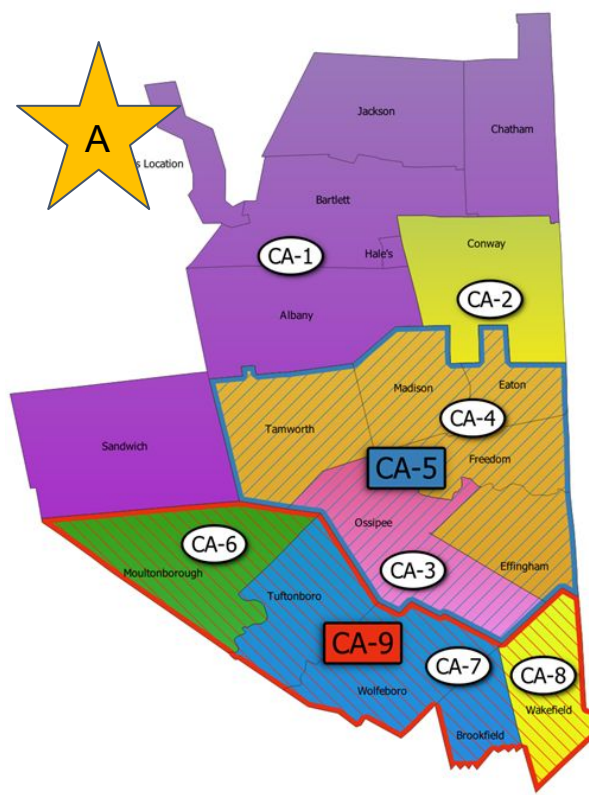 Jackson
Chatham
A
s Location
Bartlett
Conway
Hale's
CA-1
CA-2
Albany
Madison
Eaton
CA-4
Tamworth
Sandwich
Freedom
CA-5
Ossipee
CA-6
Effingham
Moultonborough
CA-3
Tuftonboro
CA-9
CA-7
CA-8
Wolfeboro
Wakefield
Brookfield